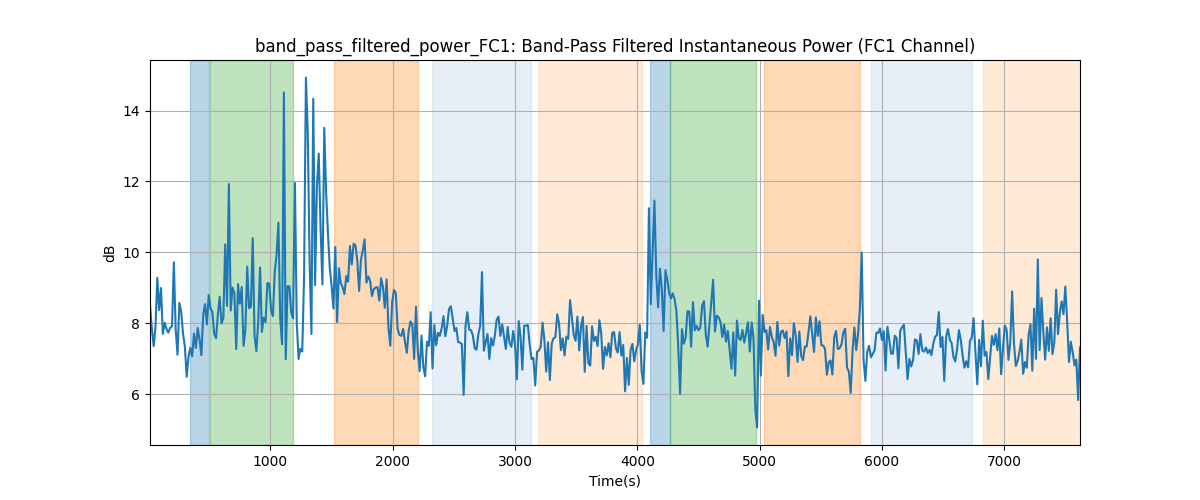 band_pass_filtered_power_FC1: Band-Pass Filtered Instantaneous Power (FC1 Channel)
14
12
10
8
6
dB
1000 2000 3000 4000 5000 6000 7000
Time(s)